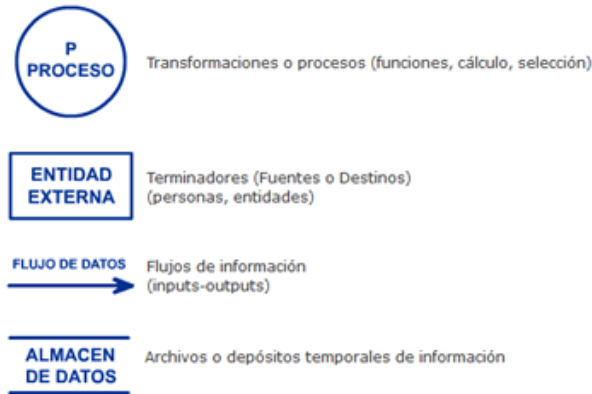 P
PROCESO
Transformaciones o procesos (funciones, cálculo, selección)
ENTIDAD
EXTERNA
Terminadores (Fuentes o Destinos)
(personas, entidades)
FLUJO DE DATOS
Flujos de información
(inputs-outputs)
ALMACEN
DE DATOS
Archivos o depósitos temporales de información